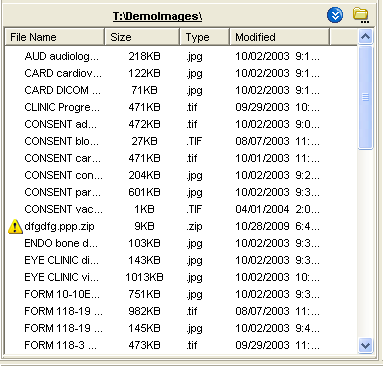 T:\DemoImages\
File Name Size Type Modified
AUD audiolog... 218KB .jpg 10/02/2003 9:1...
CARD cardiov... 122KB .jpg 10/02/2003 9:1...
CARD DICOM ... 71KB .jpg 10/02/2003 9:1...
CLINIC Progre... 471KB .tif 09/29/2003 10:...
CONSENT ad... 472KB .tif 10/02/2003 9:0...
CONSENT blo... 27KB .TIF 08/07/2003 11:...
CONSENT car... 471KB .tif 10/01/2003 11:...
CONSENT con... 204KB .jpg 10/02/2003 9:2...
CONSENT par... 601KB .jpg 10/02/2003 9:3...
CONSENT vac... 1KB .TIF 04/01/2004 2:0...
dfgdfg.ppp.zip 9KB .zip 10/28/2009 6:4...
ENDO bone d... 103KB .jpg 10/02/2003 9:3...
EYE CLINIC di... 143KB .jpg 10/02/2003 9:3...
EYE CLINIC vi... 1013KB .jpg 10/02/2003 10:...
FORM 10-10E... 751KB .jpg 10/02/2003 9:3...
FORM 118-19 ... 982KB .tif 08/07/2003 11:...
FORM 118-19 ... 145KB .jpg 10/02/2003 9:4...
FORM 118-3 ... 473KB .tif 09/29/2003 11:...